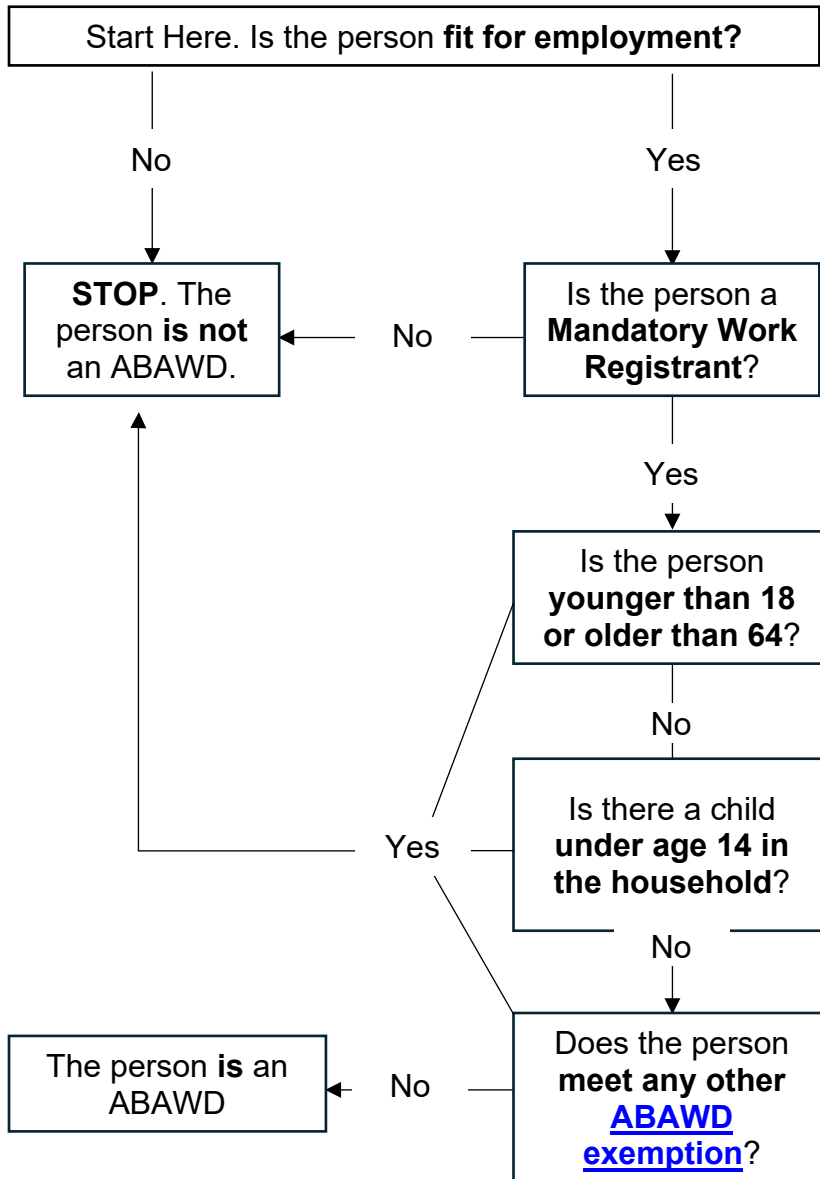 Start Here. Is the person fit for employment?
No
Yes
STOP. The
person is not
an ABAWD.
No
Is the person a
Mandatory Work
Registrant?
Yes
Is the person
younger than 18
or older than 64?
No
Is there a child
under age 14 in
the household?
Yes
No
Does the person
meet any other
ABAWD
exemption?
No
The person is an
ABAWD